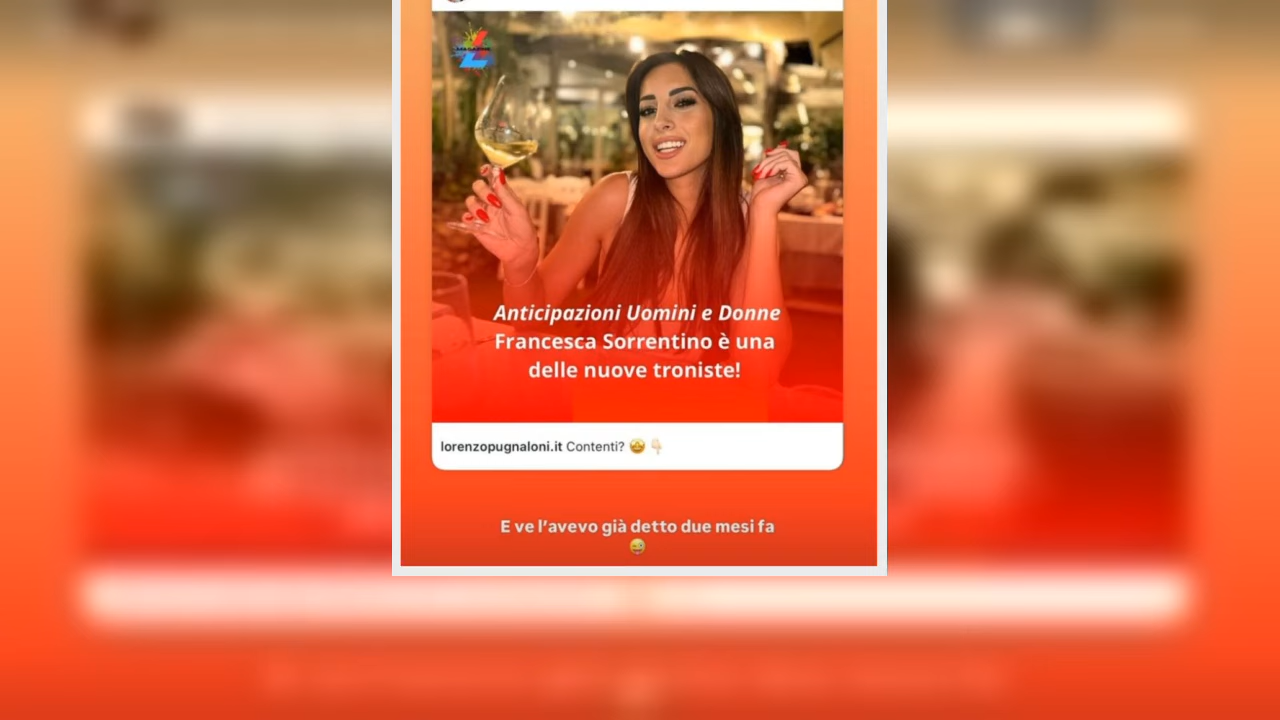 Anticipazioni Uomini e Donne
Francesca Sorrentino è una
delle nuove troniste!
lorenzopugnaloni.it Contenti? 🤩 👇🏻
E ve l'avevo già detto due mesi fa
😜